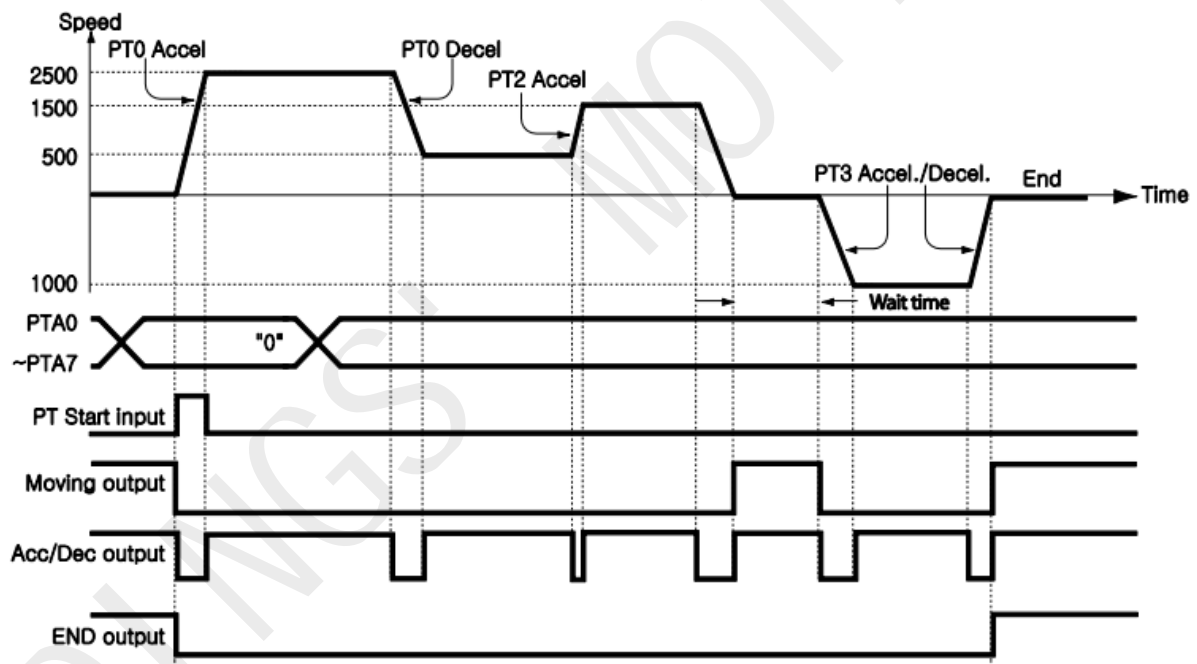 Speed
PT0 Accel
PT0 Decel
PT2 Accel
2500
1500
500
PT3 Accel./Decel.
End
Time
1000
Wait time
PTA0
"0"
~PTA7
PT Start input
Moving output
Acc/Dec output
END output